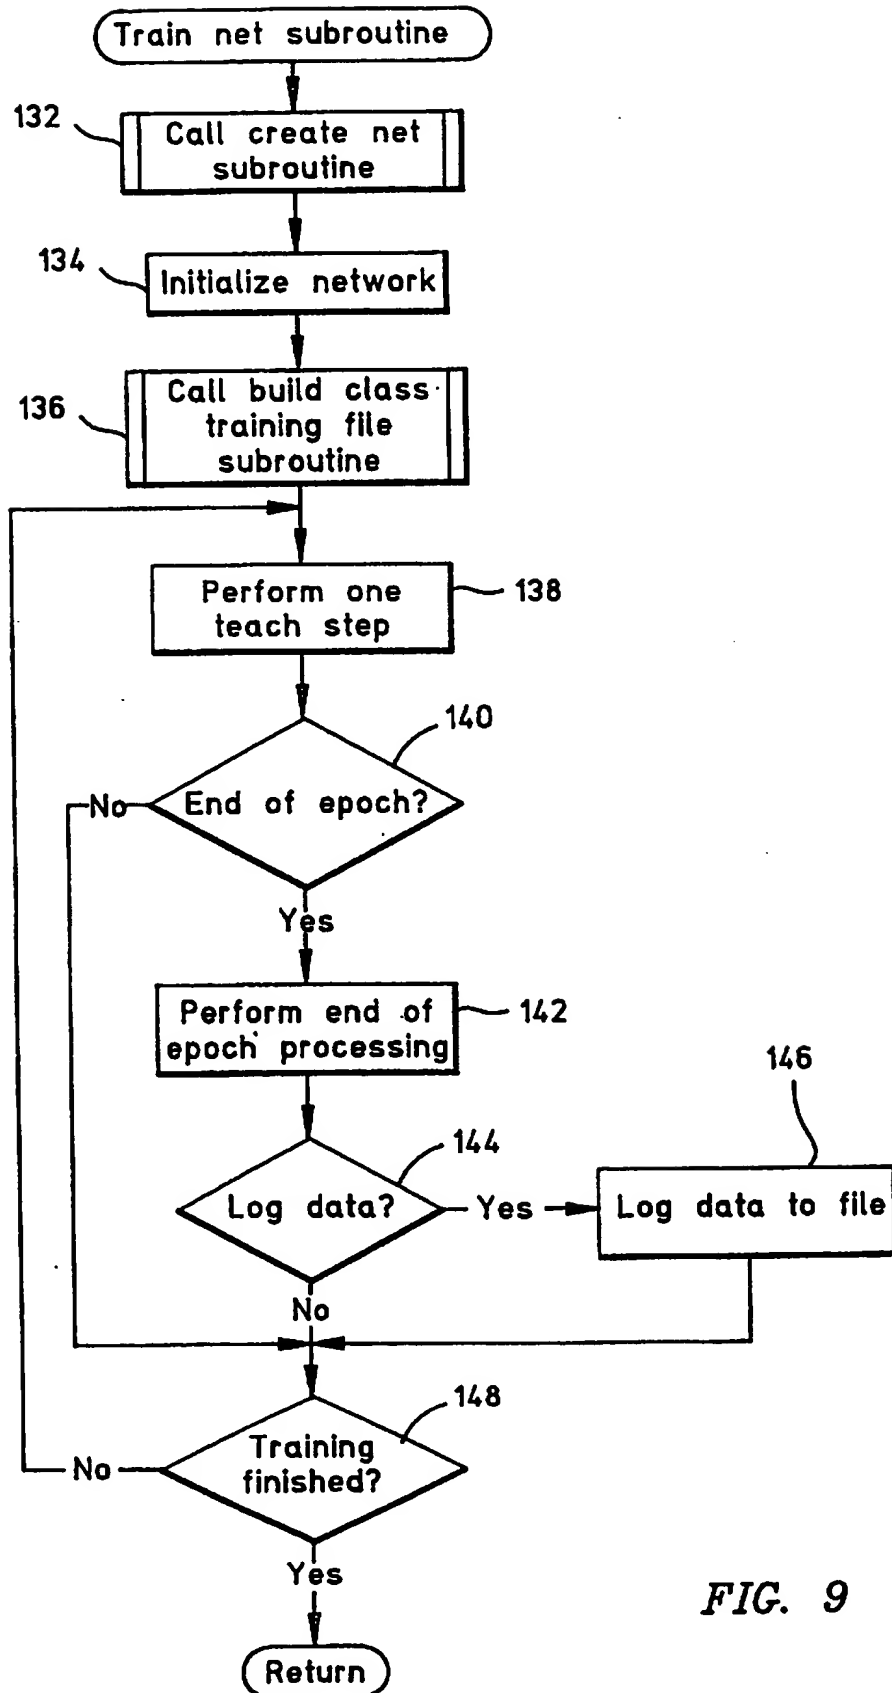 Train net subroutine
132
Call create net
subroutine
134
Initialize network
136
Call build class
training file
subroutine
Perform one
teach step
138
140
No
End of epoch?
Yes
Perform end of
epoch processing
142
146
144
Log data?
Yes
Log data to file
No
148
Training
finished?
No
Yes
Return
FIG. 9